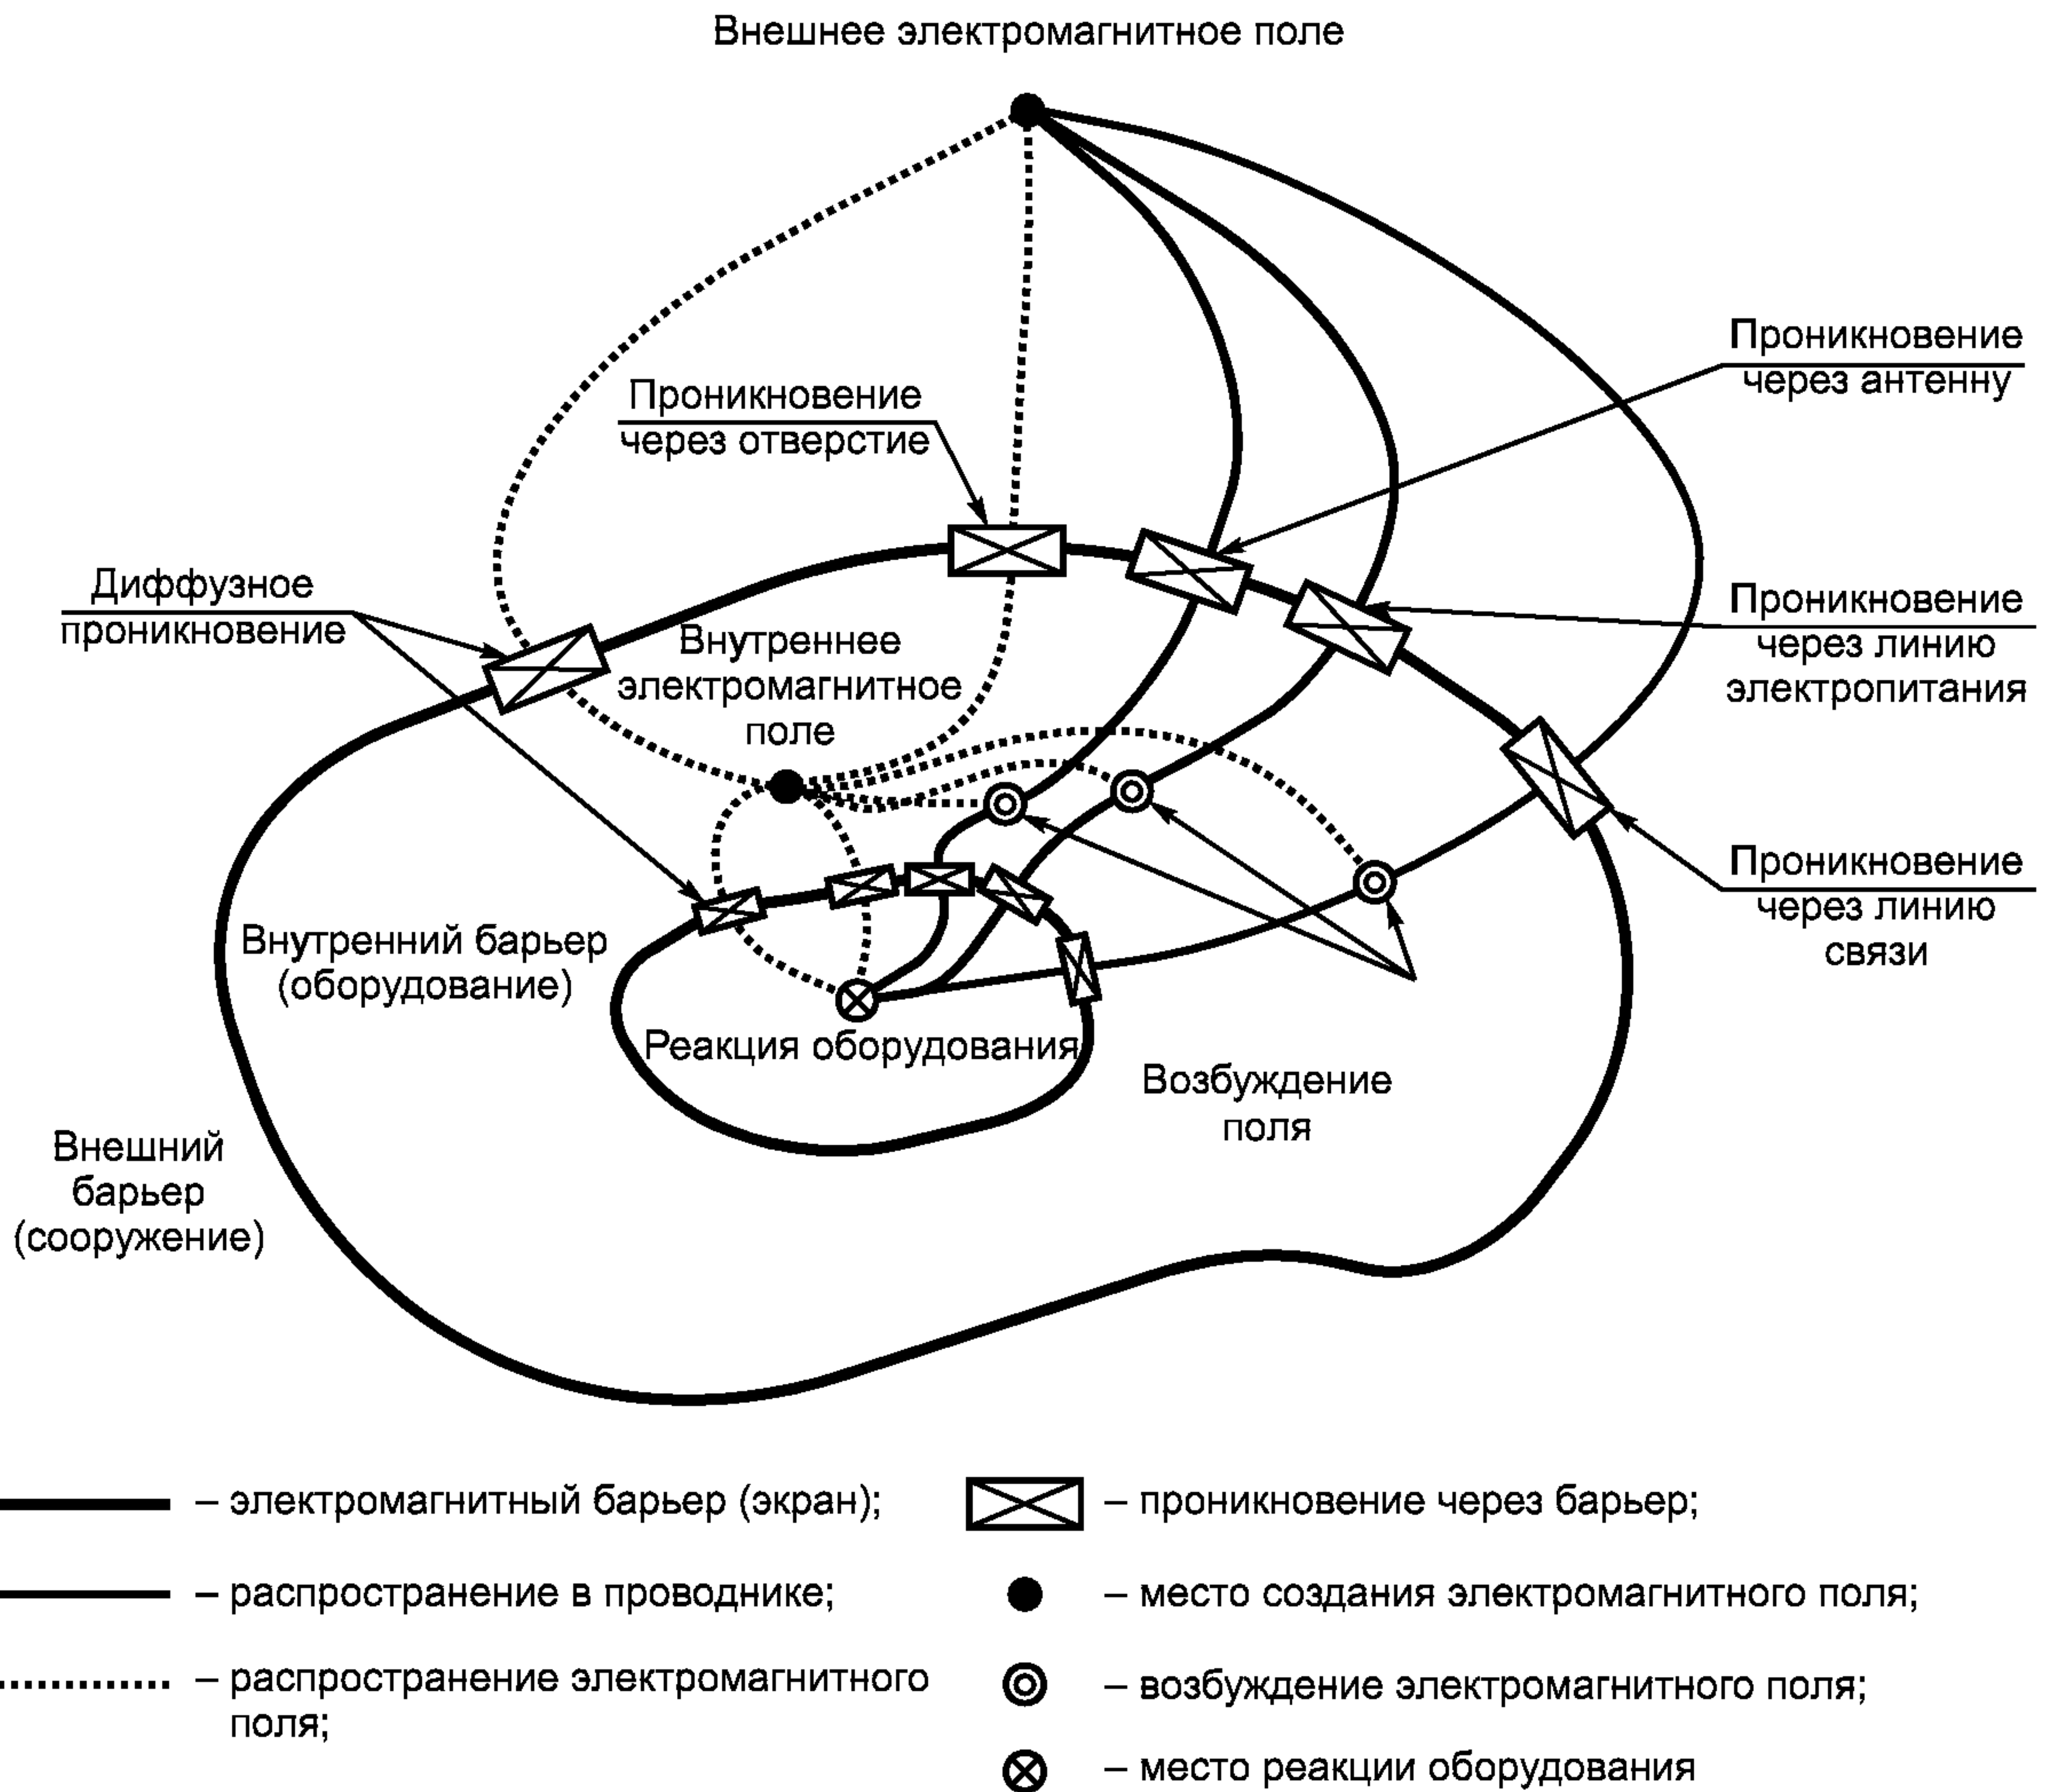 Внешнее электромагнитное поле
Проникновение
через антенну
Проникновение
через отверстие
Диффузное
проникновение
Внутреннее
электромагнитное
поле
Проникновение
через линию
электропитания
Проникновение
через линию
связи
Внутренний барьер
(оборудование)
Реакция оборудования
Возбуждение
поля
Внешний
барьер
(сооружение)
– электромагнитный барьер (экран);
– распространение в проводнике;
– распространение электромагнитного
поля;
– проникновение через барьер;
– место создания электромагнитного поля;
– возбуждение электромагнитного поля;
– место реакции оборудования